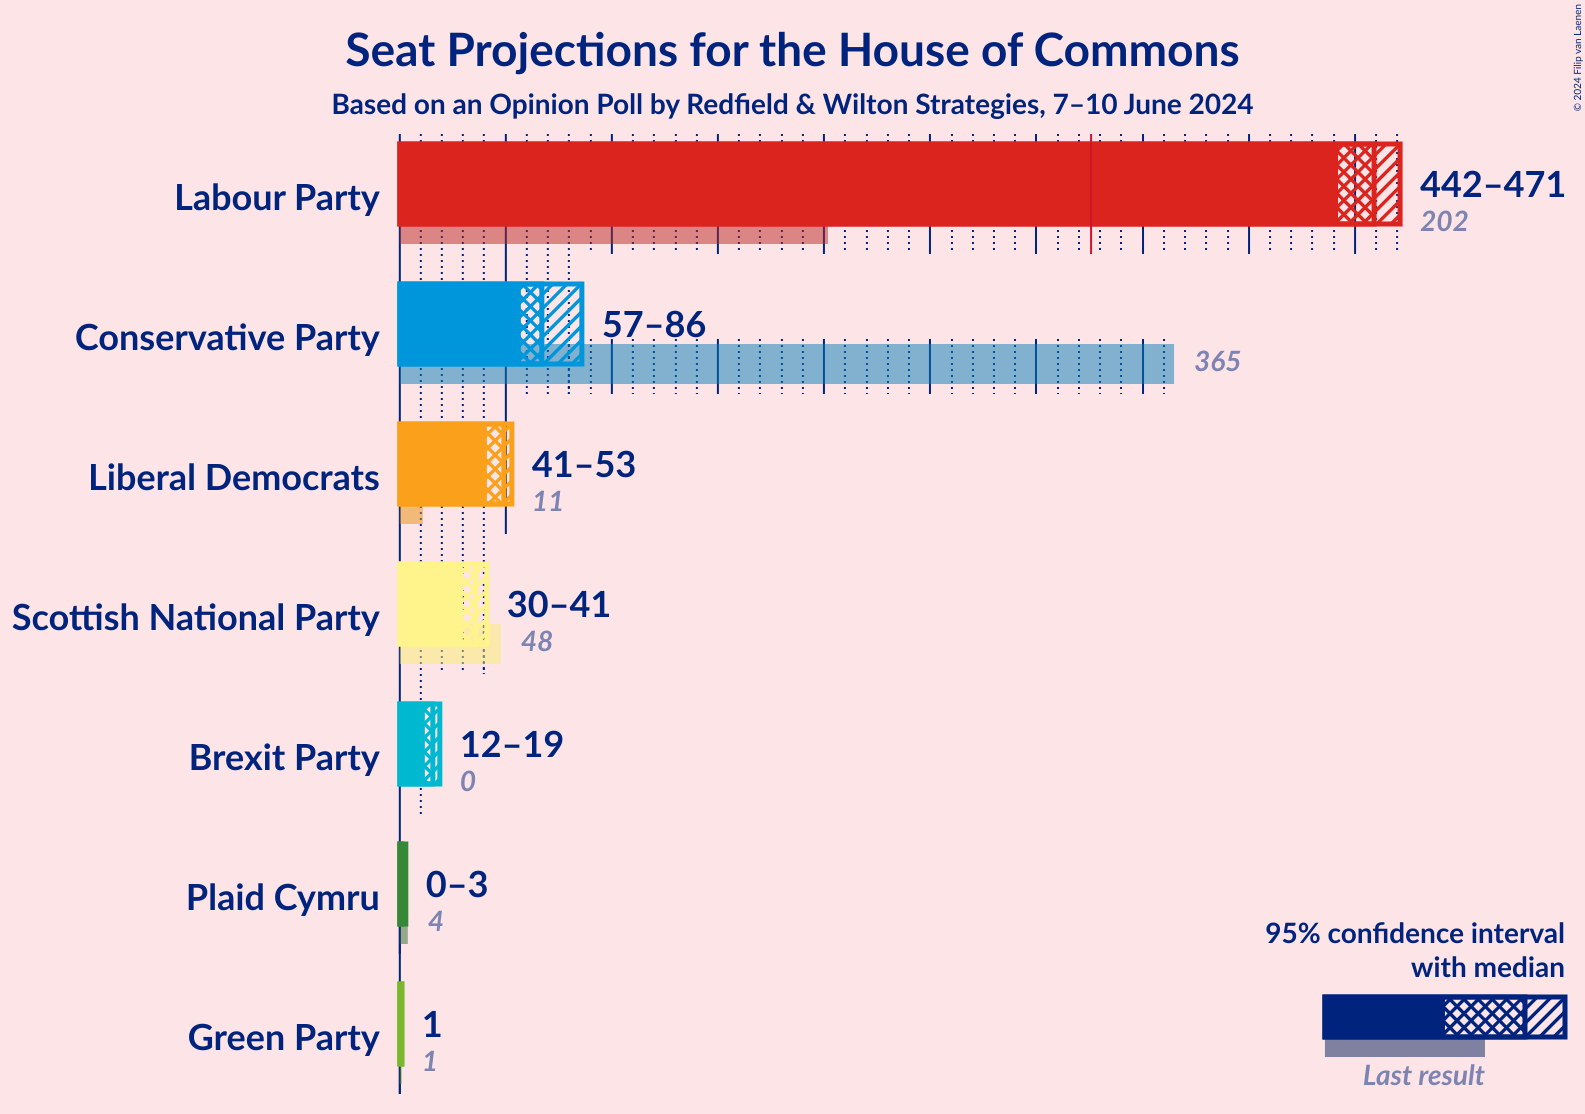 Seat Projections for the House of Commons
Based on an Opinion Poll by Redfield & Wilton Strategies, 7–10 June 2024
© 2024 Filip van Laenen
Labour Party
442–471
202
Conservative Party
57–86
365
Liberal Democrats
41–53
11
Scottish National Party
30–41
48
Brexit Party
12–19
0
Plaid Cymru
0–3
4
Green Party
1
1
95% confidence interval
with median
Last result